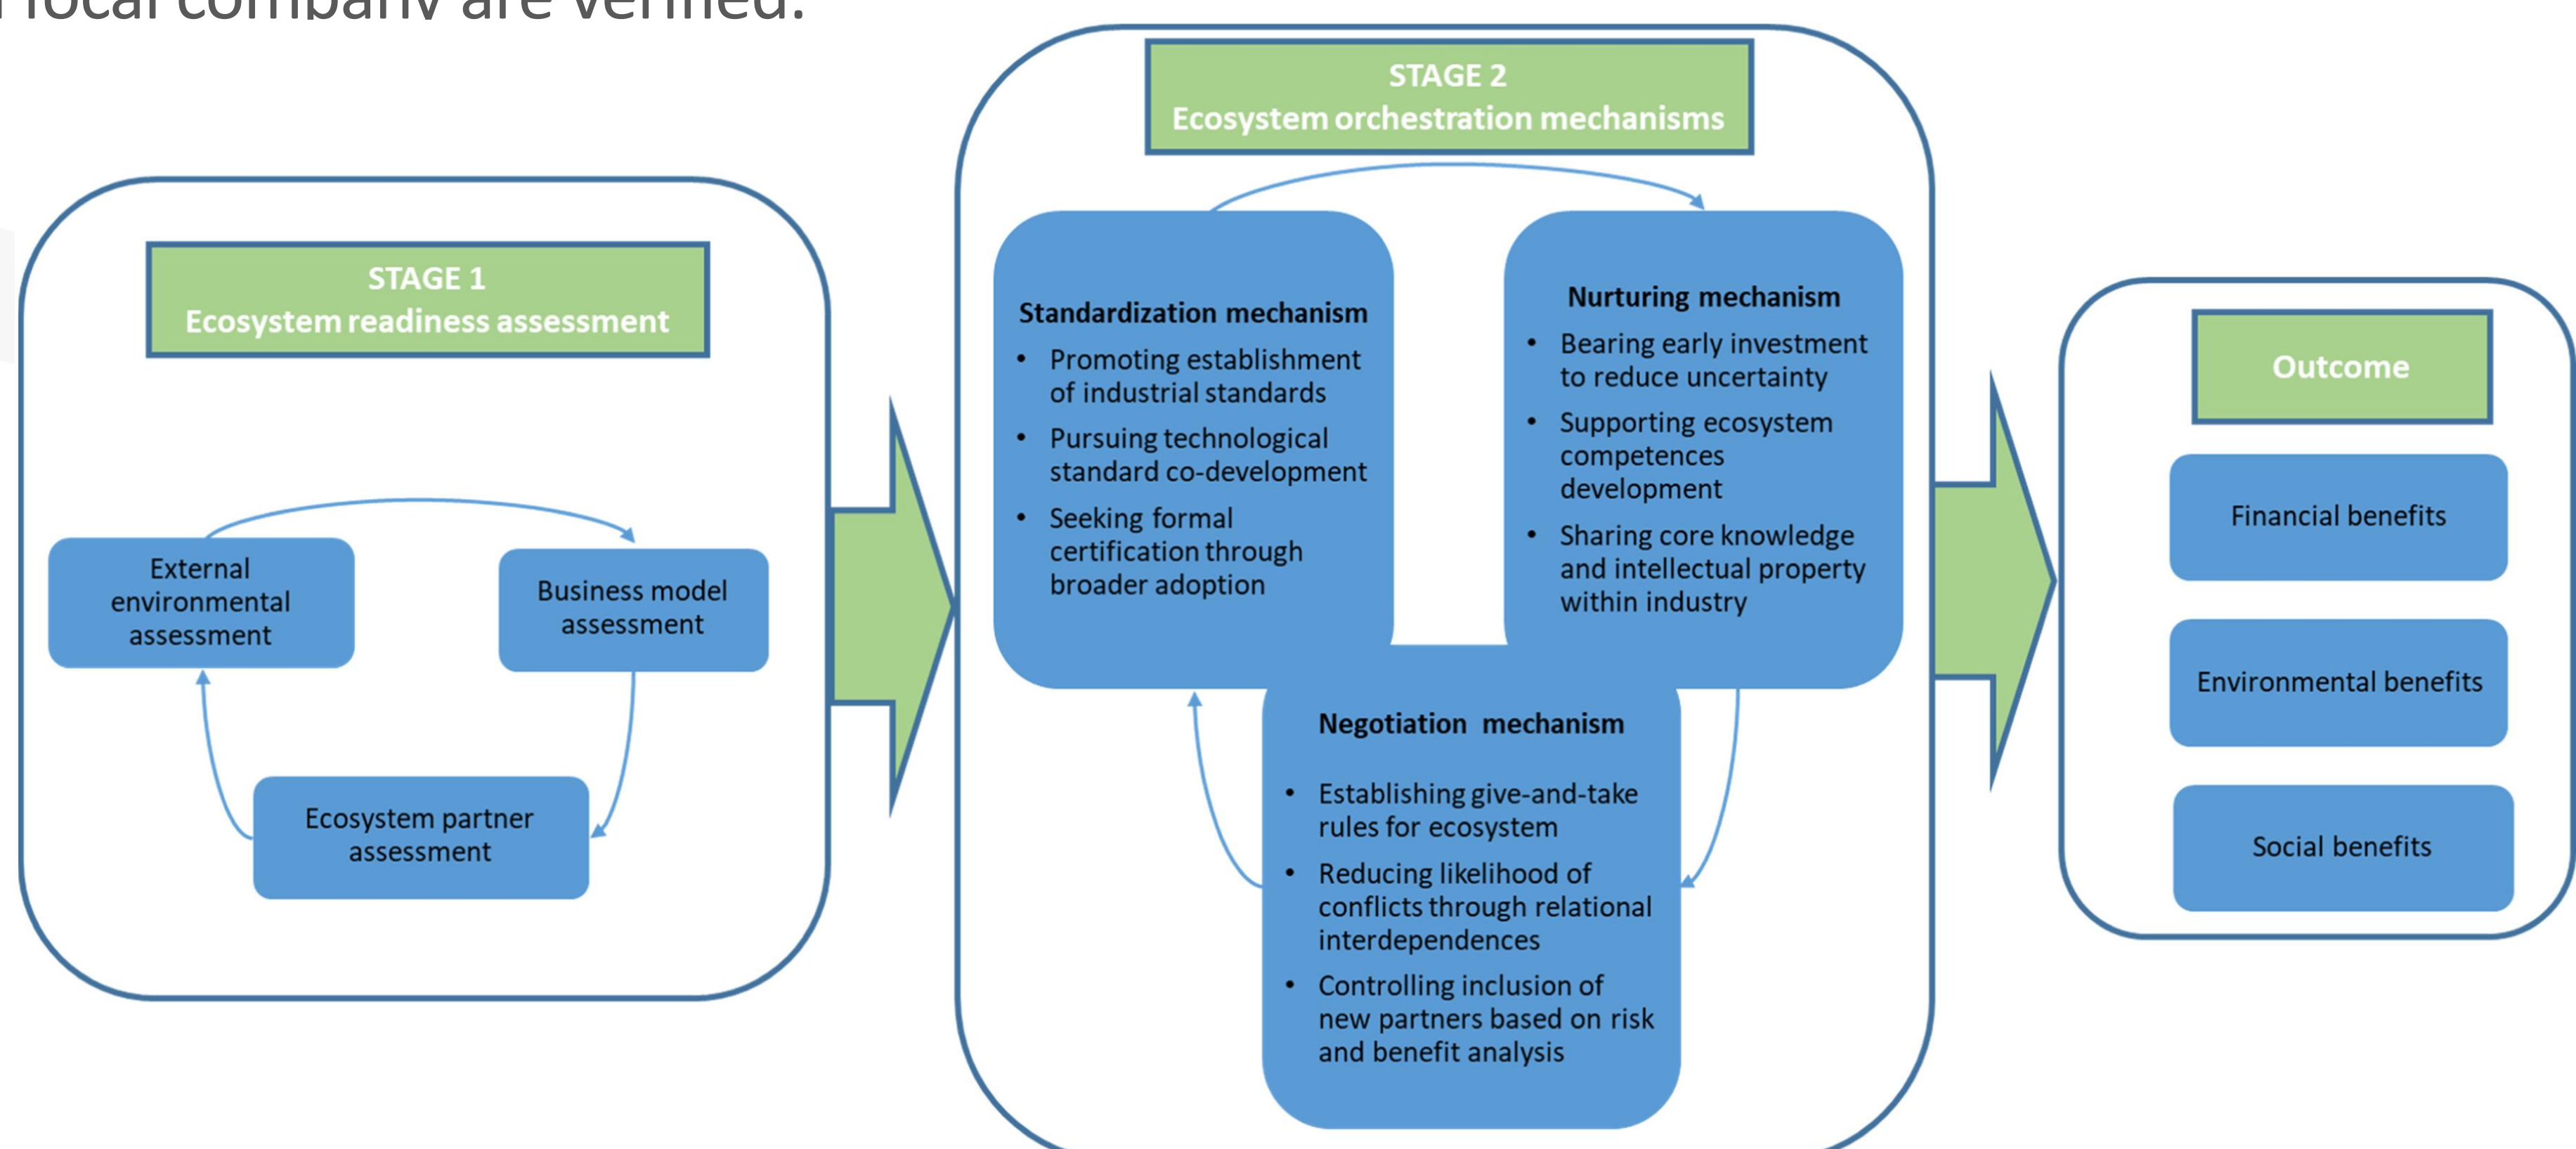 local company are verified.
STAGE 1
Ecosystem readiness assessment
External
environmental
assessment
Business model
assessment
Ecosystem partner
assessment
STAGE 2
Ecosystem orchestration mechanisms
Standardization mechanism
• Promoting establishment
of industrial standards
• Pursuing technological
standard co-development
• Seeking formal
certification through
broader adoption
Nurturing mechanism
• Bearing early investment
to reduce uncertainty
• Supporting ecosystem
competences
development
• Sharing core knowledge
and intellectual property
within industry
Negotiation mechanism
• Establishing give-and-take
rules for ecosystem
• Reducing likelihood of
conflicts through relational
interdependences
• Controlling inclusion of
new partners based on risk
and benefit analysis
Outcome
Financial benefits
Environmental benefits
Social benefits